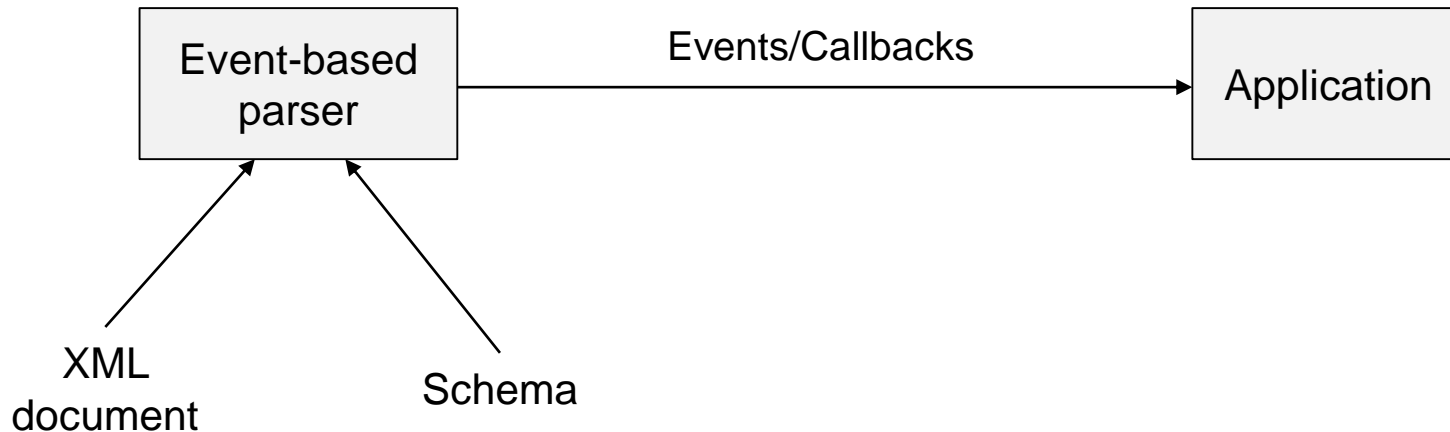 Event-based
parser
Events/Callbacks
Application
XML
document
Schema